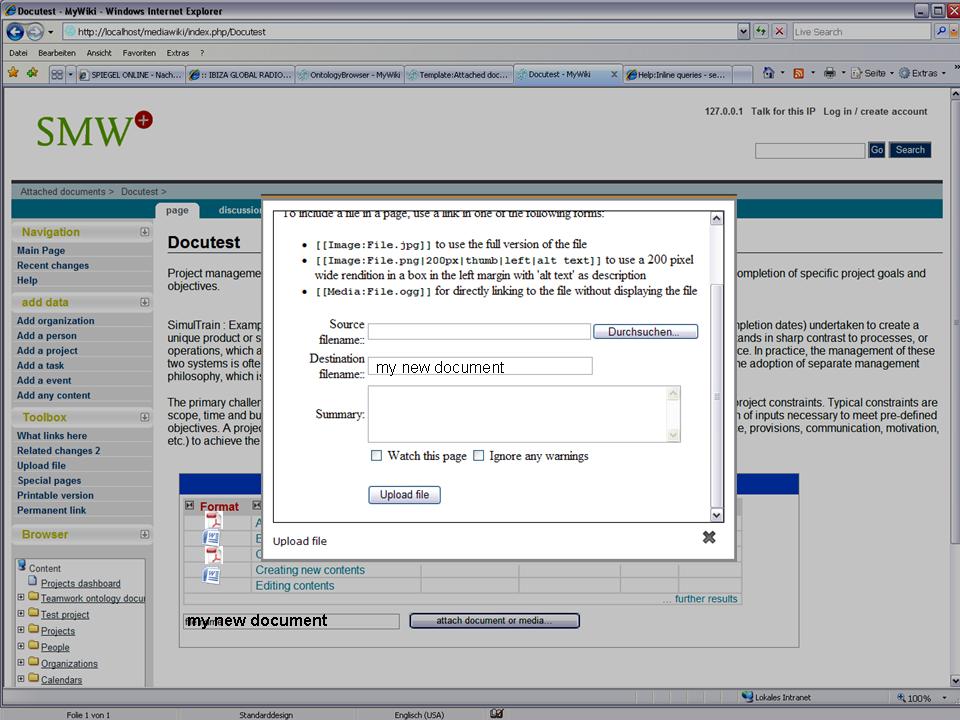 Docutest - MyWiki - Windows Internet Explorer
http://localhost/mediawiki/index.php/Docutest
Live Search
Datei Bearbeiten Ansicht Favoriten Extras ?
SPIEGEL ONLINE - Nach... :: IBIZA GLOBAL RADIO... OntologyBrowser - MyWiki Template:Attached doc... Docutest - MyWiki Help:Inline queries - se... Seite Extras
127.0.0.1 Talk for this IP Log in / create account
SMW+
Go Search
Attached documents > Docutest >
page discussion
Navigation
Main Page
Recent changes
Help
add data
Add organization
Add a person
Add a project
Add a task
Add a event
Add any content
Toolbox
What links here
Related changes 2
Upload file
Special pages
Printable version
Permanent link
Browser
Content
Projects dashboard
Teamwork ontology docu
Test project
Projects
People
Organizations
Calendars
Docutest
Project manageme
ompletion of specific project goals and
objectives.
SimulTrain : Examp
pletion dates) undertaken to create a
unique product or s
tands in sharp contrast to processes, or
operations, which a
ce. In practice, the management of these
two systems is ofte
he adoption of separate management
philosophy, which is
The primary challen
roject constraints. Typical constraints are
scope, time and bu
n of inputs necessary to meet pre-defined
objectives. A projec
e, provisions, communication, motivation,
etc.) to achieve the
To include a file in a page, use a link in one of the following forms:
[[Image:File.jpg]] to use the full version of the file
[[Image:File.png|200px|thumb|left|alt text]] to use a 200 pixel
wide rendition in a box in the left margin with 'alt text' as description
[[Media:File.ogg]] for directly linking to the file without displaying the file
Source
filename:: Durchsuchen...
Destination
filename:: my new document
Summary:
Watch this page Ignore any warnings
Upload file
Upload file
Format
Creating new contents
Editing contents
... further results
my new document attach document or media...
Lokales Intranet 100%
Folie 1 von 1 Standarddesign Englisch (USA)